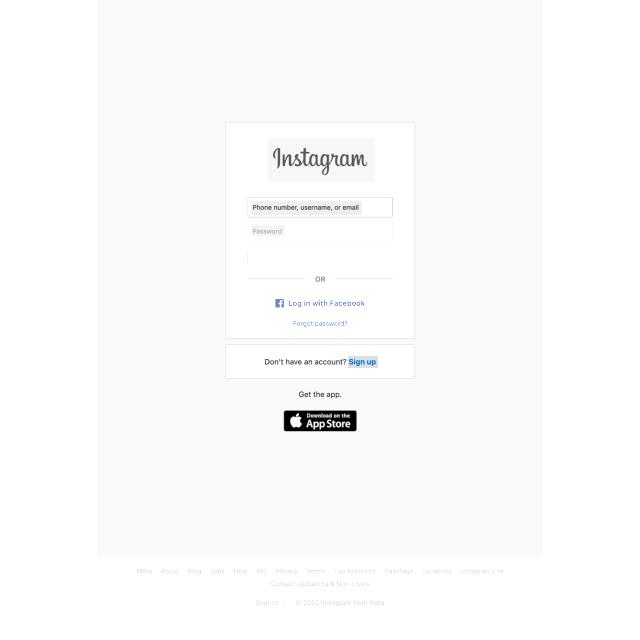 Instagram
Phone number, username, or email
Password
OR
Log in with Facebook
Forgot password?
Don't have an account? Sign up
Get the app.
Download on the
App Store
Meta About Blog Jobs Help API Privacy Terms Top Accounts Hashtags Locations Instagram Lite
Contact Uploading & Non-Users
English © 2022 Instagram from Meta